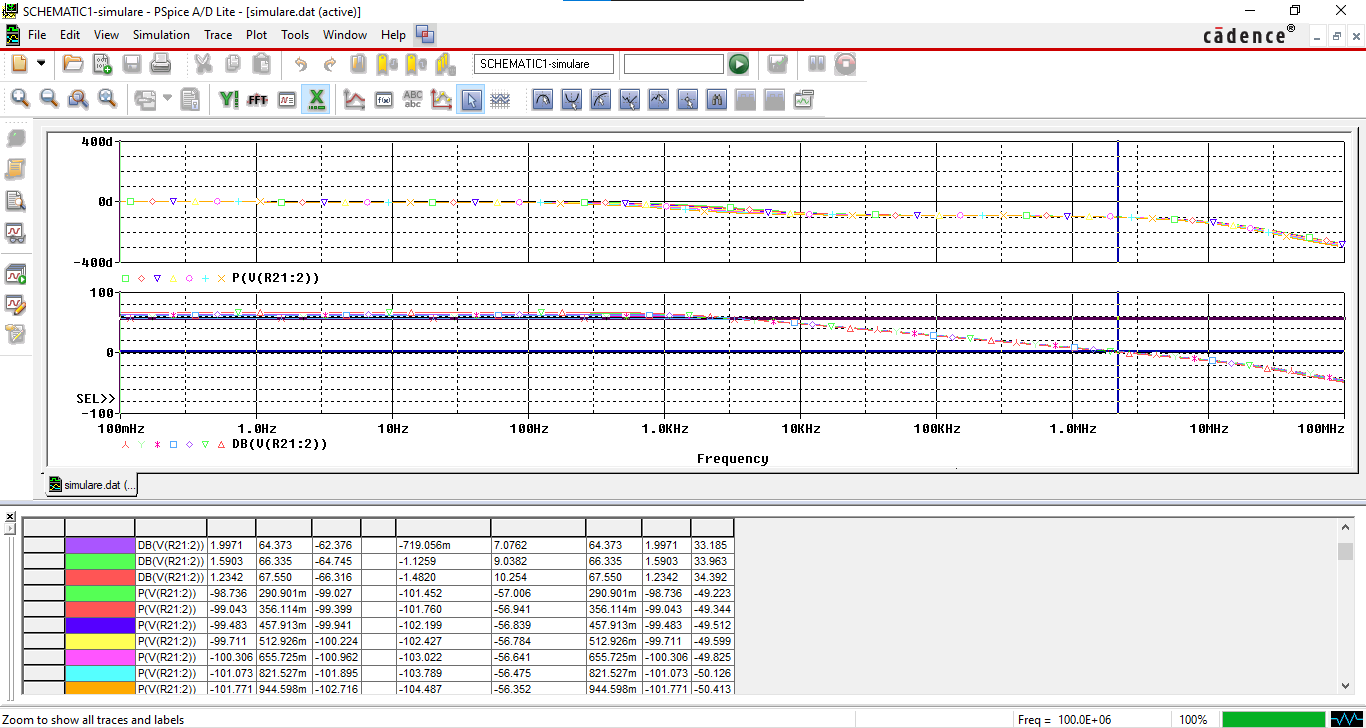 SCHEMATIC1-simulare - PSpice A/D Lite - [simulare.dat (active)]
File Edit View Simulation Trace Plot Tools Window Help
cādence®
SCHEMATIC1-simulare
FFT
ABC
abc
400d
0d
-400d
P(V(R21:2))
100
0
SEL>>
-100
100mHz 1.0Hz 10Hz 100Hz 1.0KHz 10KHz 100KHz 1.0MHz 10MHz 100MHz
DB(V(R21:2))
Frequency
simulare.dat (...
DB(V(R21:2)) 1.9971 64.373 -62.376 -719.056m 7.0762 64.373 1.9971 33.185
DB(V(R21:2)) 1.5903 66.335 -64.745 -1.1259 9.0382 66.335 1.5903 33.963
DB(V(R21:2)) 1.2342 67.550 -66.316 -1.4820 10.254 67.550 1.2342 34.392
P(V(R21:2)) -98.736 290.901m -99.027 -101.452 -57.006 290.901m -98.736 -49.223
P(V(R21:2)) -99.043 356.114m -99.399 -101.760 -56.941 356.114m -99.043 -49.344
P(V(R21:2)) -99.483 457.913m -99.941 -102.199 -56.839 457.913m -99.483 -49.512
P(V(R21:2)) -99.711 512.926m -100.224 -102.427 -56.784 512.926m -99.711 -49.599
P(V(R21:2)) -100.306 655.725m -100.962 -103.022 -56.641 655.725m -100.306 -49.825
P(V(R21:2)) -101.073 821.527m -101.895 -103.789 -56.475 821.527m -101.073 -50.126
P(V(R21:2)) -101.771 944.598m -102.716 -104.487 -56.352 944.598m -101.771 -50.413
Zoom to show all traces and labels
Freq = 100.0E+06
100%